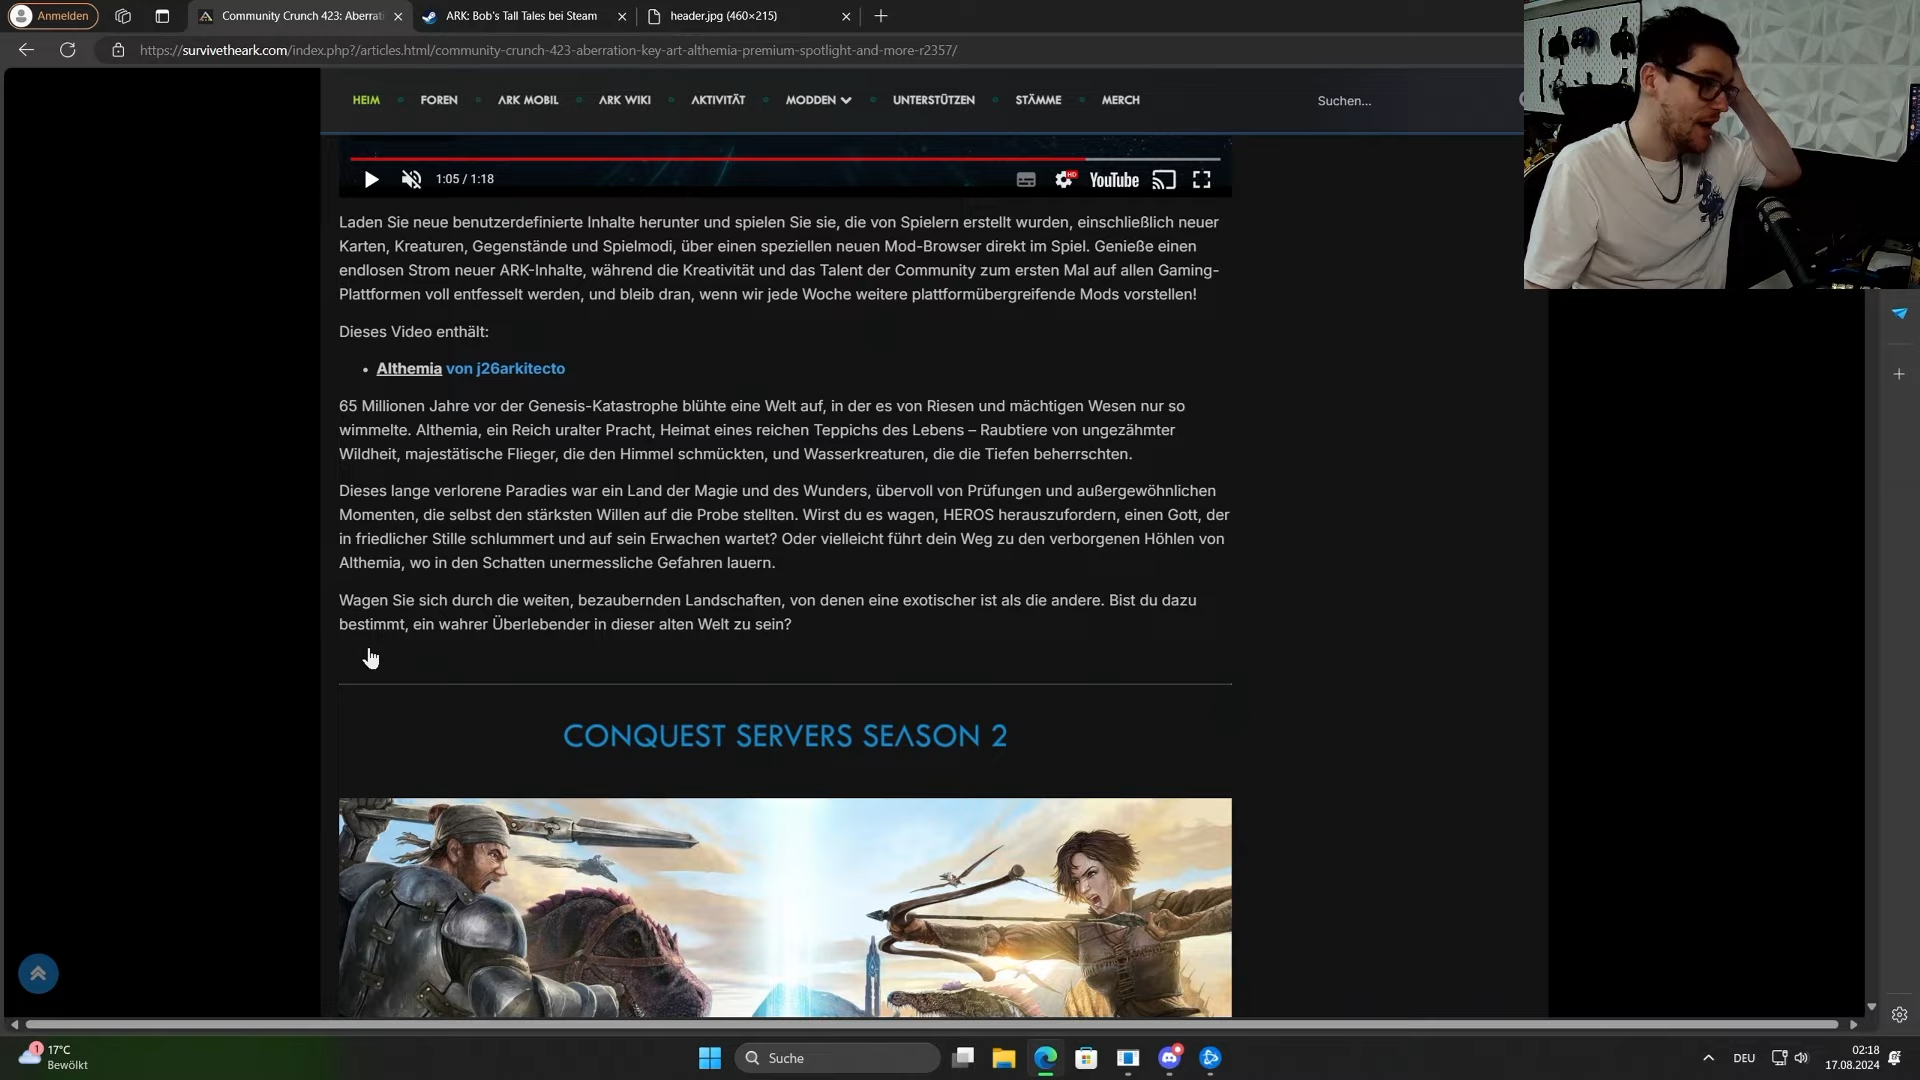 Anmelden
Community Crunch 423: Aberrati
ARK: Bob's Tall Tales bei Steam
header.jpg (460×215)
https://survivetheark.com/index.php?/articles.html/community-crunch-423-aberration-key-art-althemia-premium-spotlight-and-more-r2357/
HEIM
FOREN
ARK MOBIL
ARK WIKI
AKTIVITÄT
MODDEN
UNTERSTÜTZEN
STÄMME
MERCH
Suchen...
1:05 / 1:18
HD
YouTube
Laden Sie neue benutzerdefinierte Inhalte herunter und spielen Sie sie, die von Spielern erstellt wurden, einschließlich neuer
Karten, Kreaturen, Gegenstände und Spielmodi, über einen speziellen neuen Mod-Browser direkt im Spiel. Genieße einen
endlosen Strom neuer ARK-Inhalte, während die Kreativität und das Talent der Community zum ersten Mal auf allen Gaming-
Plattformen voll entfesselt werden, und bleib dran, wenn wir jede Woche weitere plattformübergreifende Mods vorstellen!
Dieses Video enthält:
• Althemia von j26arkitecto
65 Millionen Jahre vor der Genesis-Katastrophe blühte eine Welt auf, in der es von Riesen und mächtigen Wesen nur so
wimmelte. Althemia, ein Reich uralter Pracht, Heimat eines reichen Teppichs des Lebens – Raubtiere von ungezähmter
Wildheit, majestätische Flieger, die den Himmel schmückten, und Wasserkreaturen, die die Tiefen beherrschten.
Dieses lange verlorene Paradies war ein Land der Magie und des Wunders, übervoll von Prüfungen und außergewöhnlichen
Momenten, die selbst den stärksten Willen auf die Probe stellten. Wirst du es wagen, HEROS herauszufordern, einen Gott, der
in friedlicher Stille schlummert und auf sein Erwachen wartet? Oder vielleicht führt dein Weg zu den verborgenen Höhlen von
Althemia, wo in den Schatten unermessliche Gefahren lauern.
Wagen Sie sich durch die weiten, bezaubernden Landschaften, von denen eine exotischer ist als die andere. Bist du dazu
bestimmt, ein wahrer Überlebender in dieser alten Welt zu sein?
CONQUEST SERVERS SEASON 2
1
17°C
Bewölkt
Suche
DEU
02:18
17.08.2024